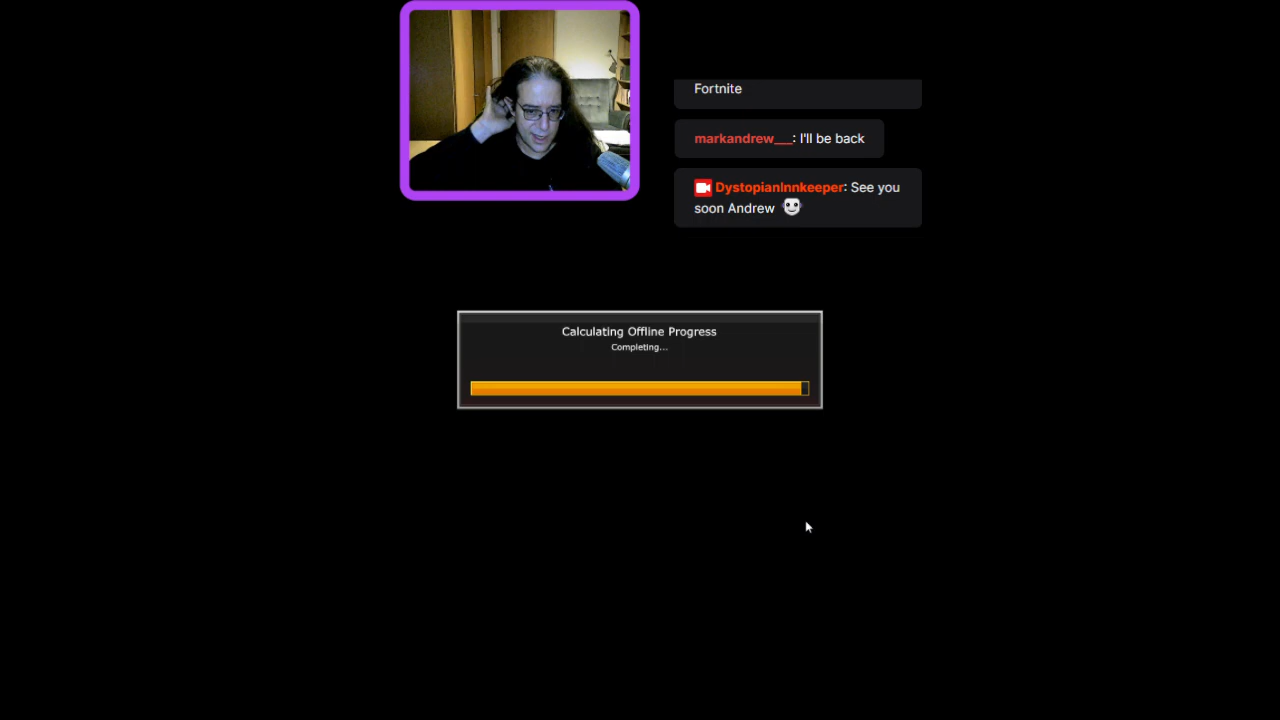 Fortnite
markandrew___: I'll be back
DystopianInnkeeper: See you
soon Andrew
Calculating Offline Progress
Completing...